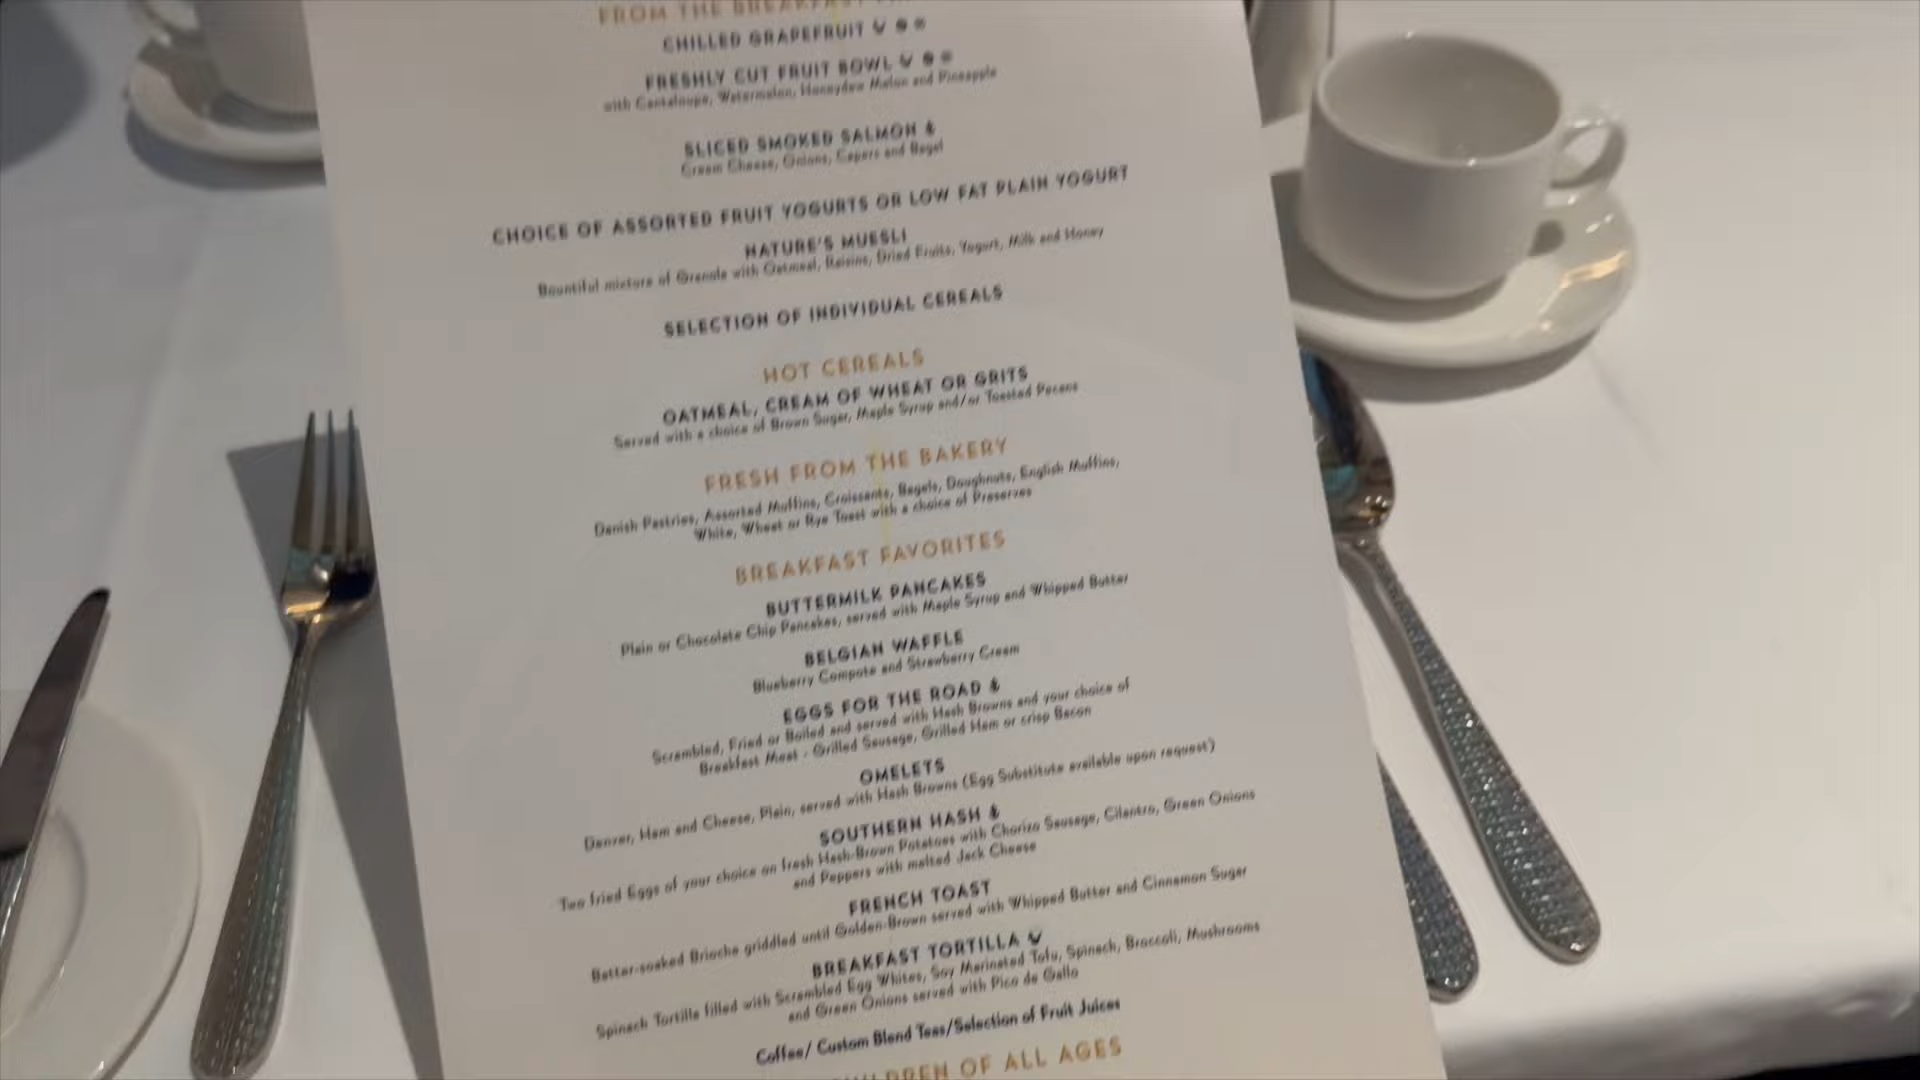 FROM THE BREAKFAST
CHILLED GRAPEFRUIT
FRESHLY CUT FRUIT BOWL
with Cantaloupe, Watermelon, Honeydew Melon and Pineapple
SLICED SMOKED SALMON
Cream Cheese, Onions, Capers and Bagel
CHOICE OF ASSORTED FRUIT YOGURTS OR LOW FAT PLAIN YOGURT
NATURE'S MUESLI
Bountiful mixture of Granola with Oatmeal, Raisins, Dried Fruits, Yogurt, Milk and Honey
SELECTION OF INDIVIDUAL CEREALS
HOT CEREALS
OATMEAL, CREAM OF WHEAT OR GRITS
Served with a choice of Brown Sugar, Maple Syrup and/or Toasted Pecans
FRESH FROM THE BAKERY
Danish Pastries, Assorted Muffins, Croissants, Bagels, Doughnuts, English Muffins,
White, Wheat or Rye Toast with a choice of Preserves
BREAKFAST FAVORITES
BUTTERMILK PANCAKES
Plain or Chocolate Chip Pancakes, served with Maple Syrup and Whipped Butter
BELGIAN WAFFLE
Blueberry Compote and Strawberry Cream
EGGS FOR THE ROAD
Scrambled, Fried or Boiled and served with Hash Browns and your choice of
Breakfast Meat - Grilled Sausage, Grilled Ham or crisp Bacon
OMELETS
Denver, Ham and Cheese, Plain, served with Hash Browns (Egg Substitute available upon request)
SOUTHERN HASH
Two fried Eggs of your choice on fresh Hash-Brown Potatoes with Chorizo Sausage, Cilantro, Green Onions
and Peppers with melted Jack Cheese
FRENCH TOAST
Batter-soaked Brioche griddled until Golden-Brown served with Whipped Butter and Cinnamon Sugar
BREAKFAST TORTILLA
Spinach Tortilla filled with Scrambled Egg Whites, Soy Marinated Tofu, Spinach, Broccoli, Mushrooms
and Green Onions served with Pico de Gallo
Coffee/ Custom Blend Teas/Selection of Fruit Juices
OF ALL AGES